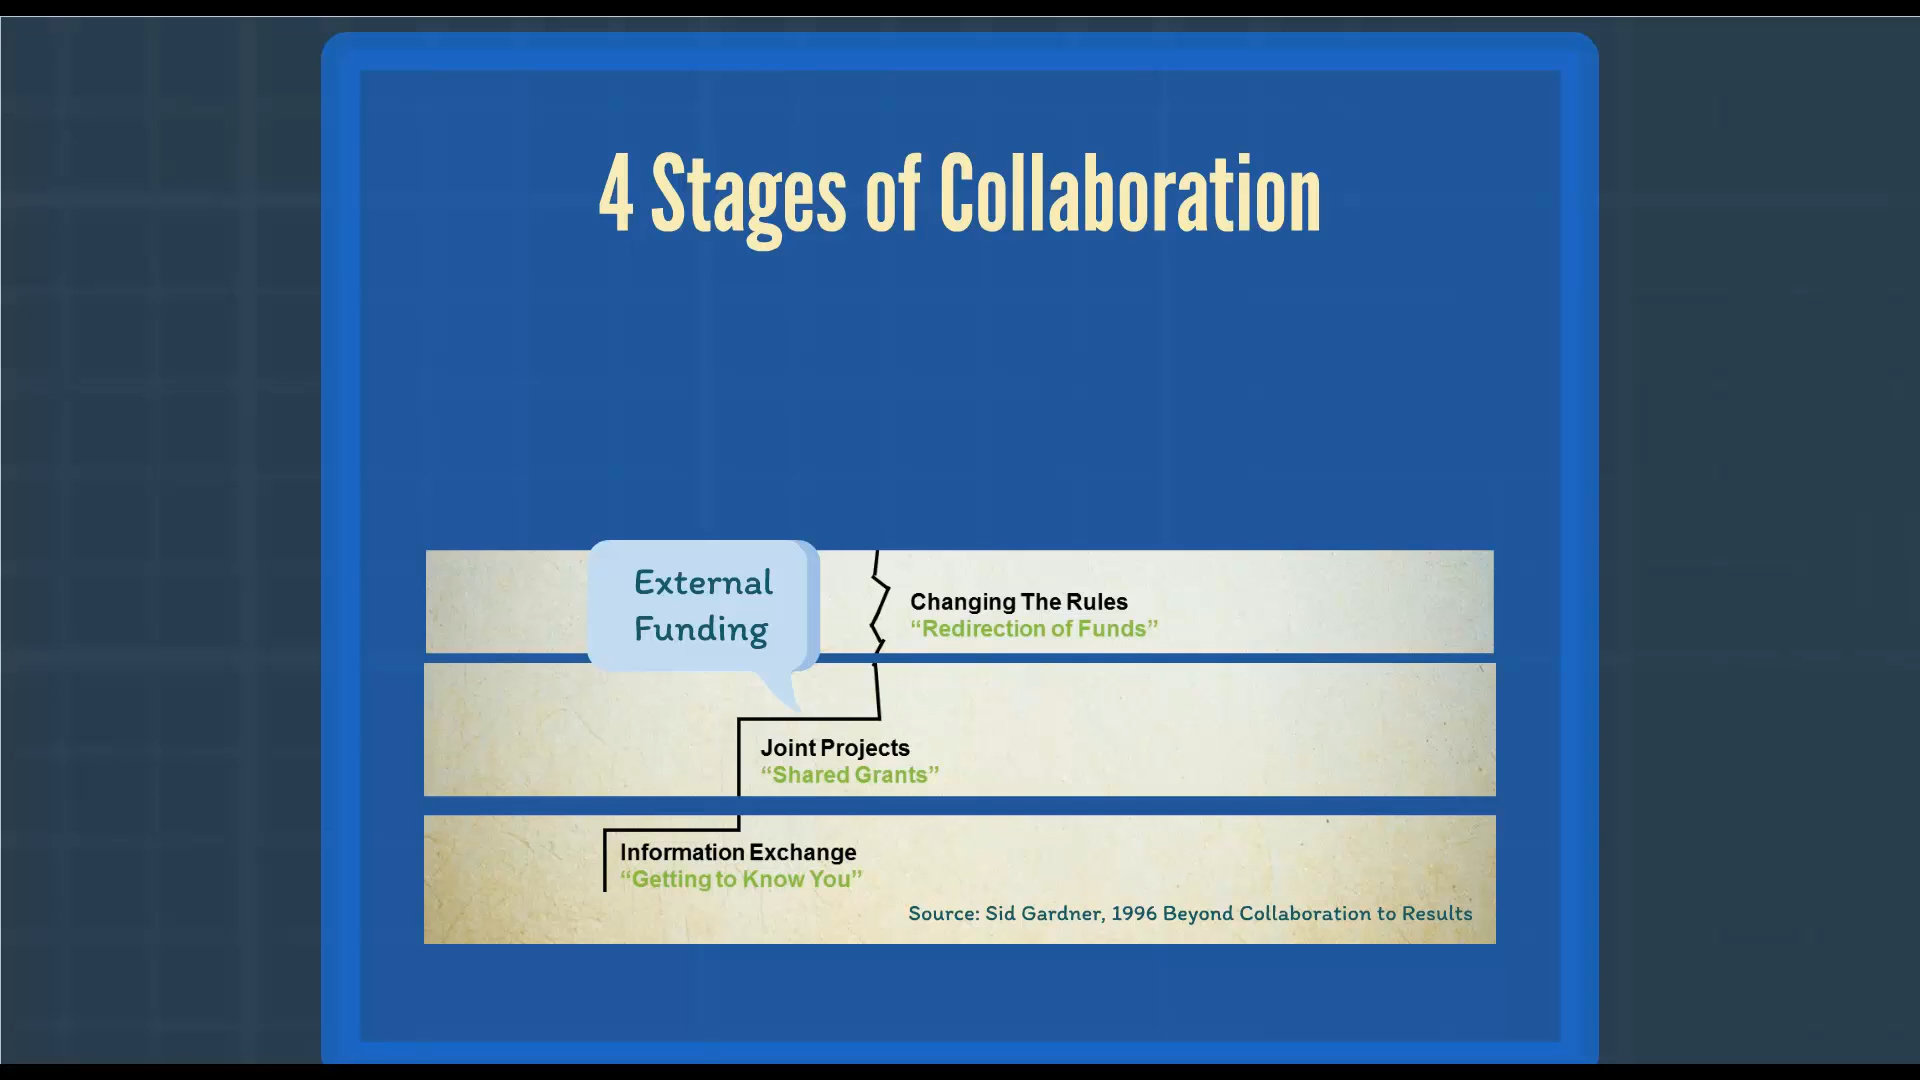 4 Stages of Collaboration
External
Funding
Changing The Rules
“Redirection of Funds”
Joint Projects
“Shared Grants”
Information Exchange
“Getting to Know You”
Source: Sid Gardner, 1996 Beyond Collaboration to Results